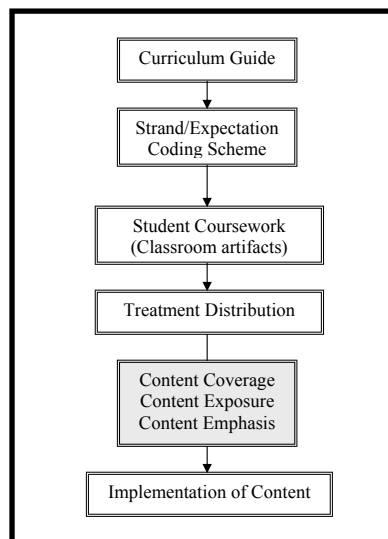 Curriculum Guide
Strand/Expectation
Coding Scheme
Student Coursework
(Classroom artifacts)
Treatment Distribution
Content Coverage
Content Exposure
Content Emphasis
Implementation of Content